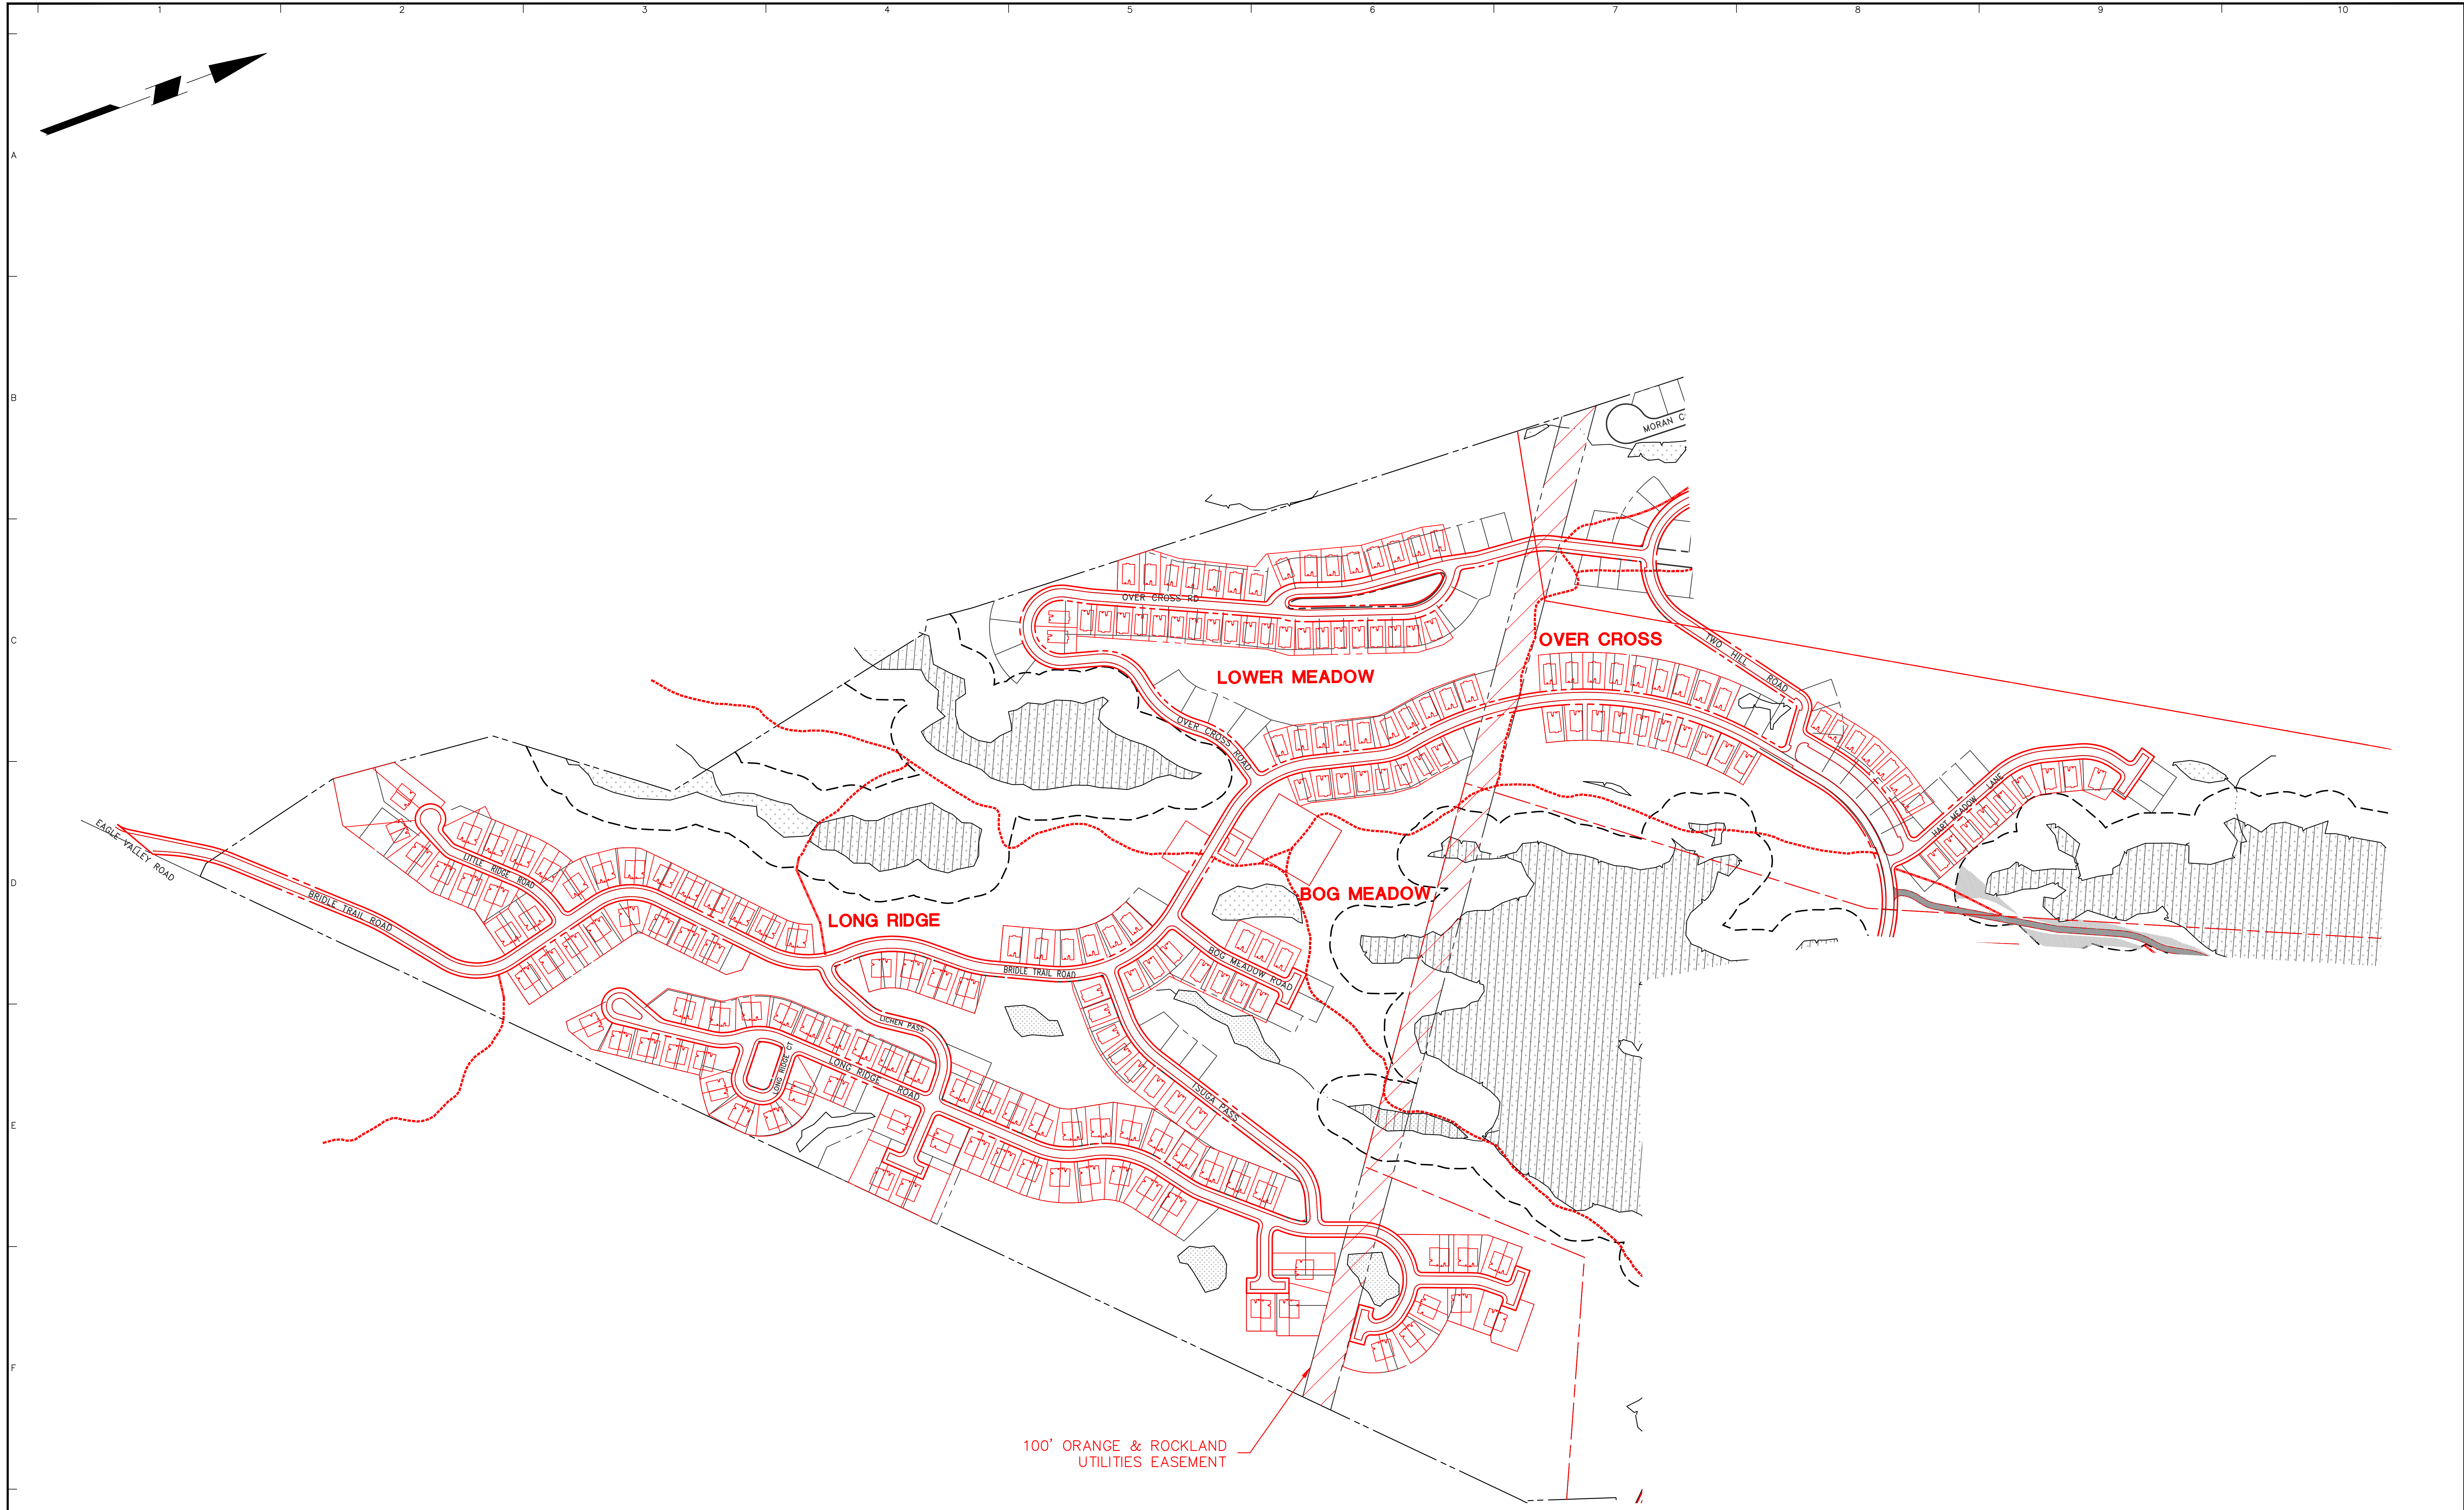 1 2 3 4 5 6 7 8 9 10
A
B
MORAN C
OVER CROSS RD
C
OVER CROSS
TWO HILL ROAD
LOWER MEADOW
OVER CROSS ROAD
HART MEADOW LANE
EAGLE VALLEY ROAD
LITTLE RIDGE ROAD
D
BRIDLE TRAIL ROAD
BOG MEADOW
LONG RIDGE
BOG MEADOW ROAD
BRIDLE TRAIL ROAD
LICHEN PASS
LONG RIDGE CT
LONG RIDGE ROAD
TSUGA PASS
E
F
100' ORANGE & ROCKLAND
UTILITIES EASEMENT